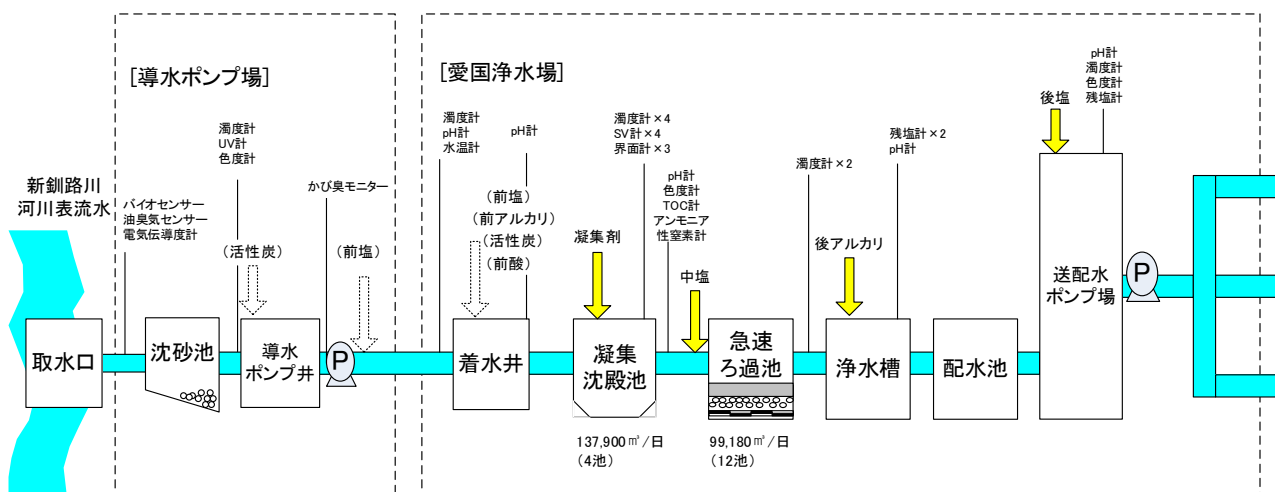 [導水ポンプ場]
[愛国浄水場]
新釧路川
河川表流水
バイオセンサー
油臭気センサー
電気伝導度計
濁度計
UV計
色度計
(活性炭)
かび臭モニター
(前塩)
濁度計
pH計
水温計
pH計
(前塩)
(前アルカリ)
(活性炭)
(前酸)
凝集剤
濁度計×4
SV計×4
界面計×3
pH計
色度計
TOC計
アンモニア
性窒素計
中塩
濁度計×2
後アルカリ
残塩計×2
pH計
後塩
pH計
濁度計
色度計
残塩計
取水口
沈砂池
導水
ポンプ井
P
着水井
凝集
沈殿池
急速
ろ過池
浄水槽
配水池
送配水
ポンプ場
P
137,900㎥/日
(4池)
99,180㎥/日
(12池)